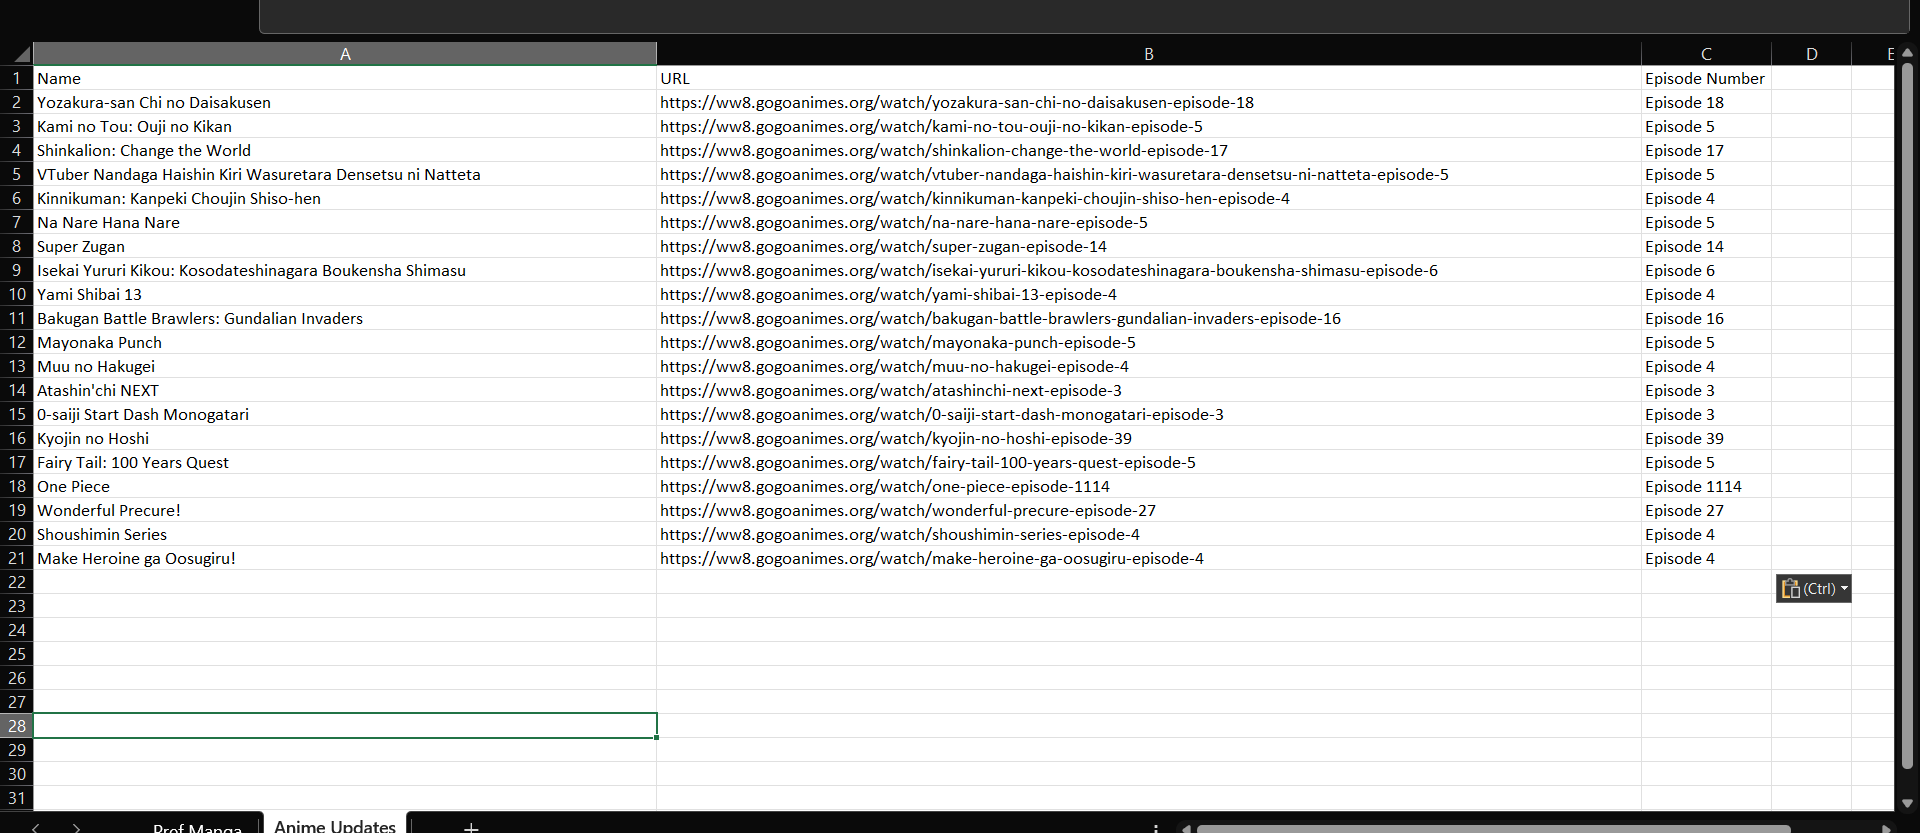 A B C D E
1 Name URL Episode Number
2 Yozakura-san Chi no Daisakusen https://ww8.gogoanimes.org/watch/yozakura-san-chi-no-daisakusen-episode-18 Episode 18
3 Kami no Tou: Ouji no Kikan https://ww8.gogoanimes.org/watch/kami-no-tou-ouji-no-kikan-episode-5 Episode 5
4 Shinkalion: Change the World https://ww8.gogoanimes.org/watch/shinkalion-change-the-world-episode-17 Episode 17
5 VTuber Nandaga Haishin Kiri Wasuretara Densetsu ni Natteta https://ww8.gogoanimes.org/watch/vtuber-nandaga-haishin-kiri-wasuretara-densetsu-ni-natteta-episode-5 Episode 5
6 Kinnikuman: Kanpeki Choujin Shiso-hen https://ww8.gogoanimes.org/watch/kinnikuman-kanpeki-choujin-shiso-hen-episode-4 Episode 4
7 Na Nare Hana Nare https://ww8.gogoanimes.org/watch/na-nare-hana-nare-episode-5 Episode 5
8 Super Zugan https://ww8.gogoanimes.org/watch/super-zugan-episode-14 Episode 14
9 Isekai Yururi Kikou: Kosodateshinagara Boukensha Shimasu https://ww8.gogoanimes.org/watch/isekai-yururi-kikou-kosodateshinagara-boukensha-shimasu-episode-6 Episode 6
10 Yami Shibai 13 https://ww8.gogoanimes.org/watch/yami-shibai-13-episode-4 Episode 4
11 Bakugan Battle Brawlers: Gundalian Invaders https://ww8.gogoanimes.org/watch/bakugan-battle-brawlers-gundalian-invaders-episode-16 Episode 16
12 Mayonaka Punch https://ww8.gogoanimes.org/watch/mayonaka-punch-episode-5 Episode 5
13 Muu no Hakugei https://ww8.gogoanimes.org/watch/muu-no-hakugei-episode-4 Episode 4
14 Atashin'chi NEXT https://ww8.gogoanimes.org/watch/atashinchi-next-episode-3 Episode 3
15 0-saiji Start Dash Monogatari https://ww8.gogoanimes.org/watch/0-saiji-start-dash-monogatari-episode-3 Episode 3
16 Kyojin no Hoshi https://ww8.gogoanimes.org/watch/kyojin-no-hoshi-episode-39 Episode 39
17 Fairy Tail: 100 Years Quest https://ww8.gogoanimes.org/watch/fairy-tail-100-years-quest-episode-5 Episode 5
18 One Piece https://ww8.gogoanimes.org/watch/one-piece-episode-1114 Episode 1114
19 Wonderful Precure! https://ww8.gogoanimes.org/watch/wonderful-precure-episode-27 Episode 27
20 Shoushimin Series https://ww8.gogoanimes.org/watch/shoushimin-series-episode-4 Episode 4
21 Make Heroine ga Oosugiru! https://ww8.gogoanimes.org/watch/make-heroine-ga-oosugiru-episode-4 Episode 4
22 (Ctrl)
23
24
25
26
27
28
29
30
31
Pref Manga Anime Updates